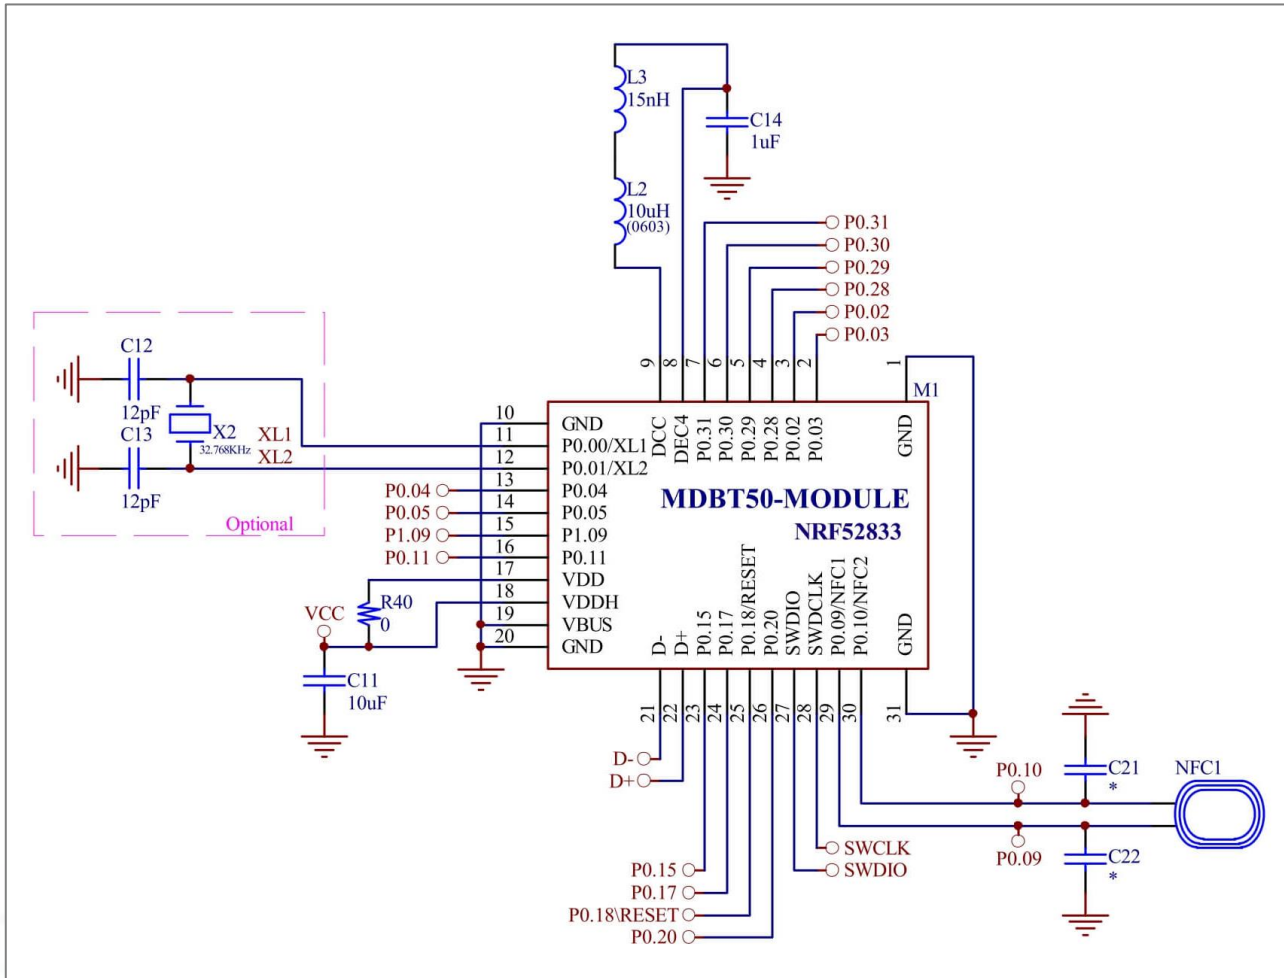 L3
15nH
C14
1uF
L2
10uH
(0603)
P0.31
P0.30
P0.29
P0.28
P0.02
P0.03
9
8
7
6
5
4
3
2
1
M1
DCC
DEC4
P0.31
P0.30
P0.29
P0.28
P0.02
P0.03
GND
C12
12pF
C13
12pF
X2
32.768KHz
XL1
XL2
Optional
10 GND
11 P0.00/XL1
12 P0.01/XL2
P0.04 13 P0.04
P0.05 14 P0.05
P1.09 15 P1.09
P0.11 16 P0.11
17 VDD
18 VDDH
19 VBUS
20 GND
MDBT50-MODULE
NRF52833
VCC
R40
0
C11
10uF
D-
D+
P0.15
P0.17
P0.18/RESET
P0.20
SWDIO
SWDCLK
P0.09/NFC1
P0.10/NFC2
GND
21
22
23
24
25
26
27
28
29
30
31
D-
D+
P0.10
C21
*
NFC1
P0.09
C22
*
SWCLK
SWDIO
P0.15
P0.17
P0.18\RESET
P0.20